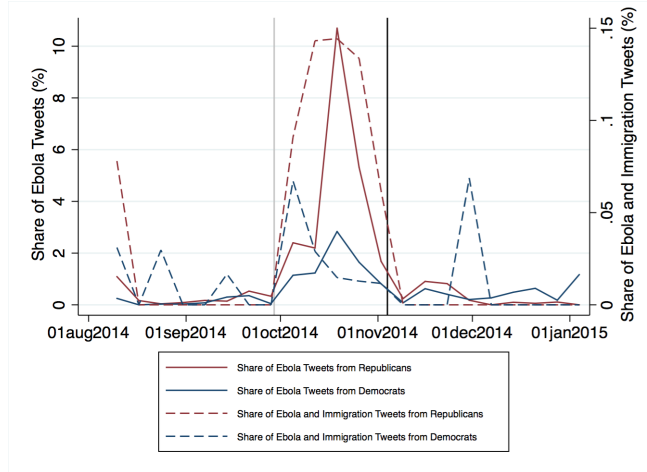 Share of Ebola Tweets (%)
10
8
6
4
2
0
Share of Ebola and Immigration Tweets (%)
.15
.1
.05
0
01aug2014 01sep2014 01oct2014 01nov2014 01dec2014 01jan2015
Share of Ebola Tweets from Republicans
Share of Ebola Tweets from Democrats
Share of Ebola and Immigration Tweets from Republicans
Share of Ebola and Immigration Tweets from Democrats